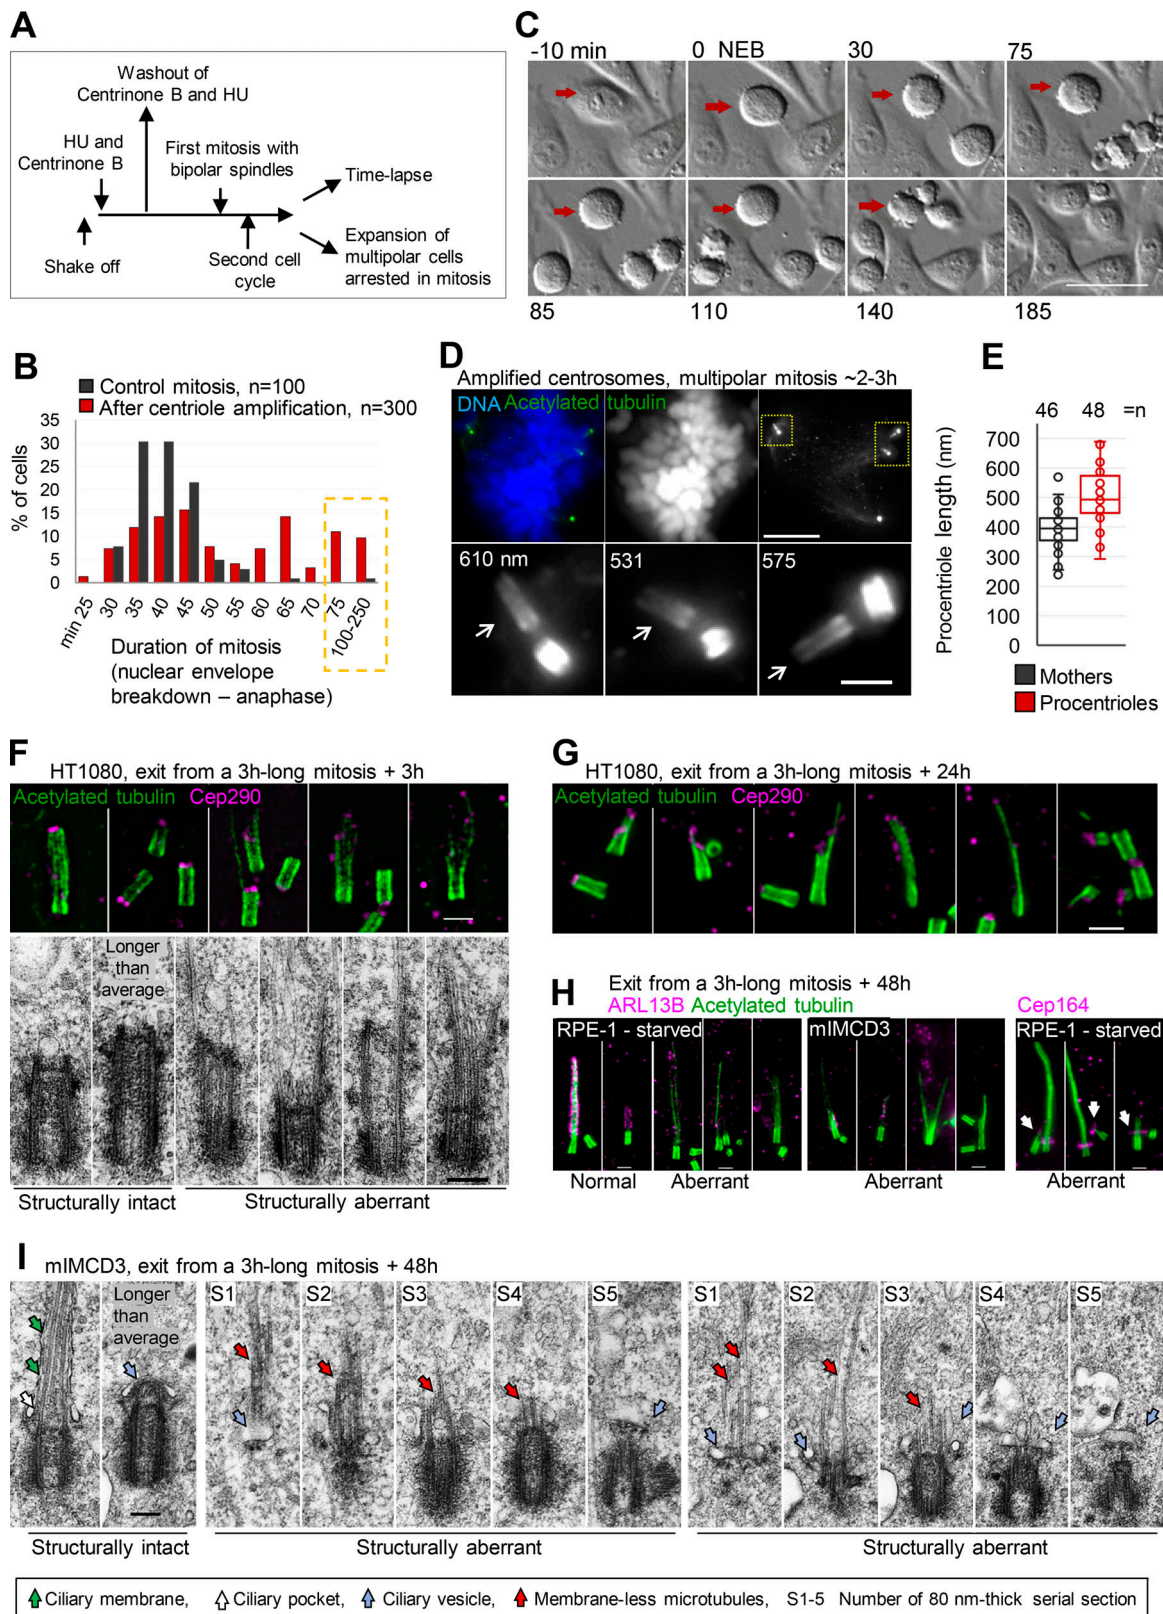 A
Washout of
Centrinone B and HU
HU and
Centrinone B
First mitosis with
bipolar spindles
Time-lapse
Shake off
Second cell
cycle
Expansion of
multipolar cells
arrested in mitosis
B
Control mitosis, n=100
After centriole amplification, n=300
% of cells
35
30
25
20
15
10
5
0
min 25
30
35
40
45
50
55
60
65
70
75
100-250
Duration of mitosis
(nuclear envelope
breakdown – anaphase)
C
-10 min
0 NEB
30
75
85
110
140
185
D
Amplified centrosomes, multipolar mitosis ~2-3h
DNA Acetylated tubulin
610 nm
531
575
E
46 48 =n
Procentriole length (nm)
700
600
500
400
300
200
100
0
Mothers
Procentrioles
F
HT1080, exit from a 3h-long mitosis + 3h
Acetylated tubulin Cep290
Longer
than
average
Structurally intact
Structurally aberrant
G
HT1080, exit from a 3h-long mitosis + 24h
Acetylated tubulin Cep290
H
Exit from a 3h-long mitosis + 48h
ARL13B Acetylated tubulin
Cep164
RPE-1 - starved
mIMCD3
RPE-1 - starved
Normal
Aberrant
Aberrant
Aberrant
I
mIMCD3, exit from a 3h-long mitosis + 48h
Longer
than
average
S1
S2
S3
S4
S5
S1
S2
S3
S4
S5
Structurally intact
Structurally aberrant
Structurally aberrant
Ciliary membrane, Ciliary pocket, Ciliary vesicle, Membrane-less microtubules, S1-5 Number of 80 nm-thick serial section